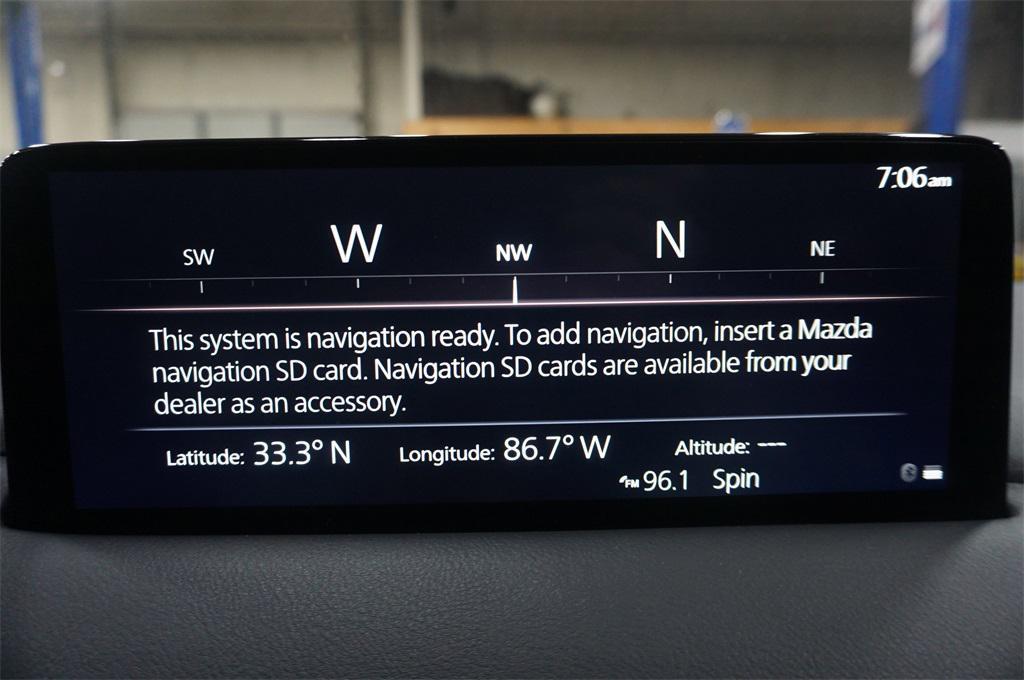 7:06am
SW W NW N NE
This system is navigation ready. To add navigation, insert a Mazda
navigation SD card. Navigation SD cards are available from your
dealer as an accessory.
Latitude: 33.3° N Longitude: 86.7° W Altitude: ---
FM 96.1 Spin